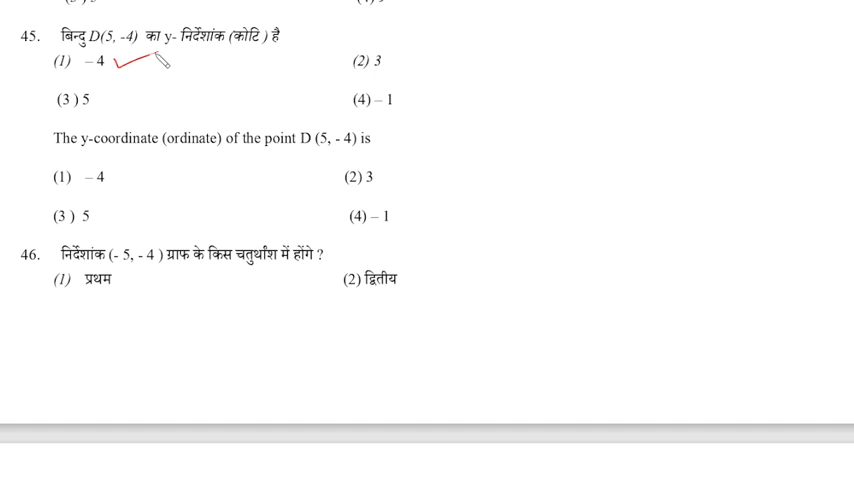 45. बिन्दु D(5, -4) का y- निर्देशांक (कोटि ) है
(1) – 4 (2) 3
(3 ) 5 (4) – 1
The y-coordinate (ordinate) of the point D (5, - 4) is
(1) – 4 (2) 3
(3 ) 5 (4) – 1
46. निर्देशांक (- 5, - 4 ) ग्राफ के किस चतुर्थांश में होंगे ?
(1) प्रथम (2) द्वितीय